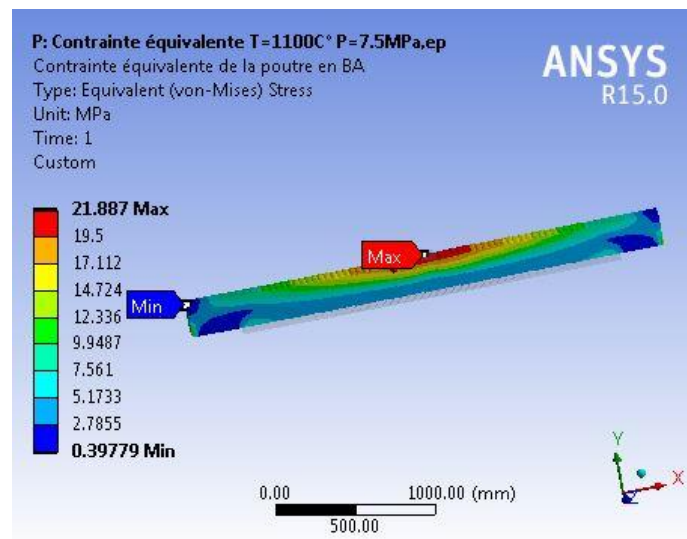 P: Contrainte équivalente T=1100C° P=7.5MPa,ep
Contrainte équivalente de la poutre en BA
Type: Equivalent (von-Mises) Stress
Unit: MPa
Time: 1
Custom
ANSYS
R15.0
21.887 Max
19.5
17.112
14.724
12.336
9.9487
7.561
5.1733
2.7855
0.39779 Min
Max
Min
Y
X
0.00
1000.00 (mm)
500.00